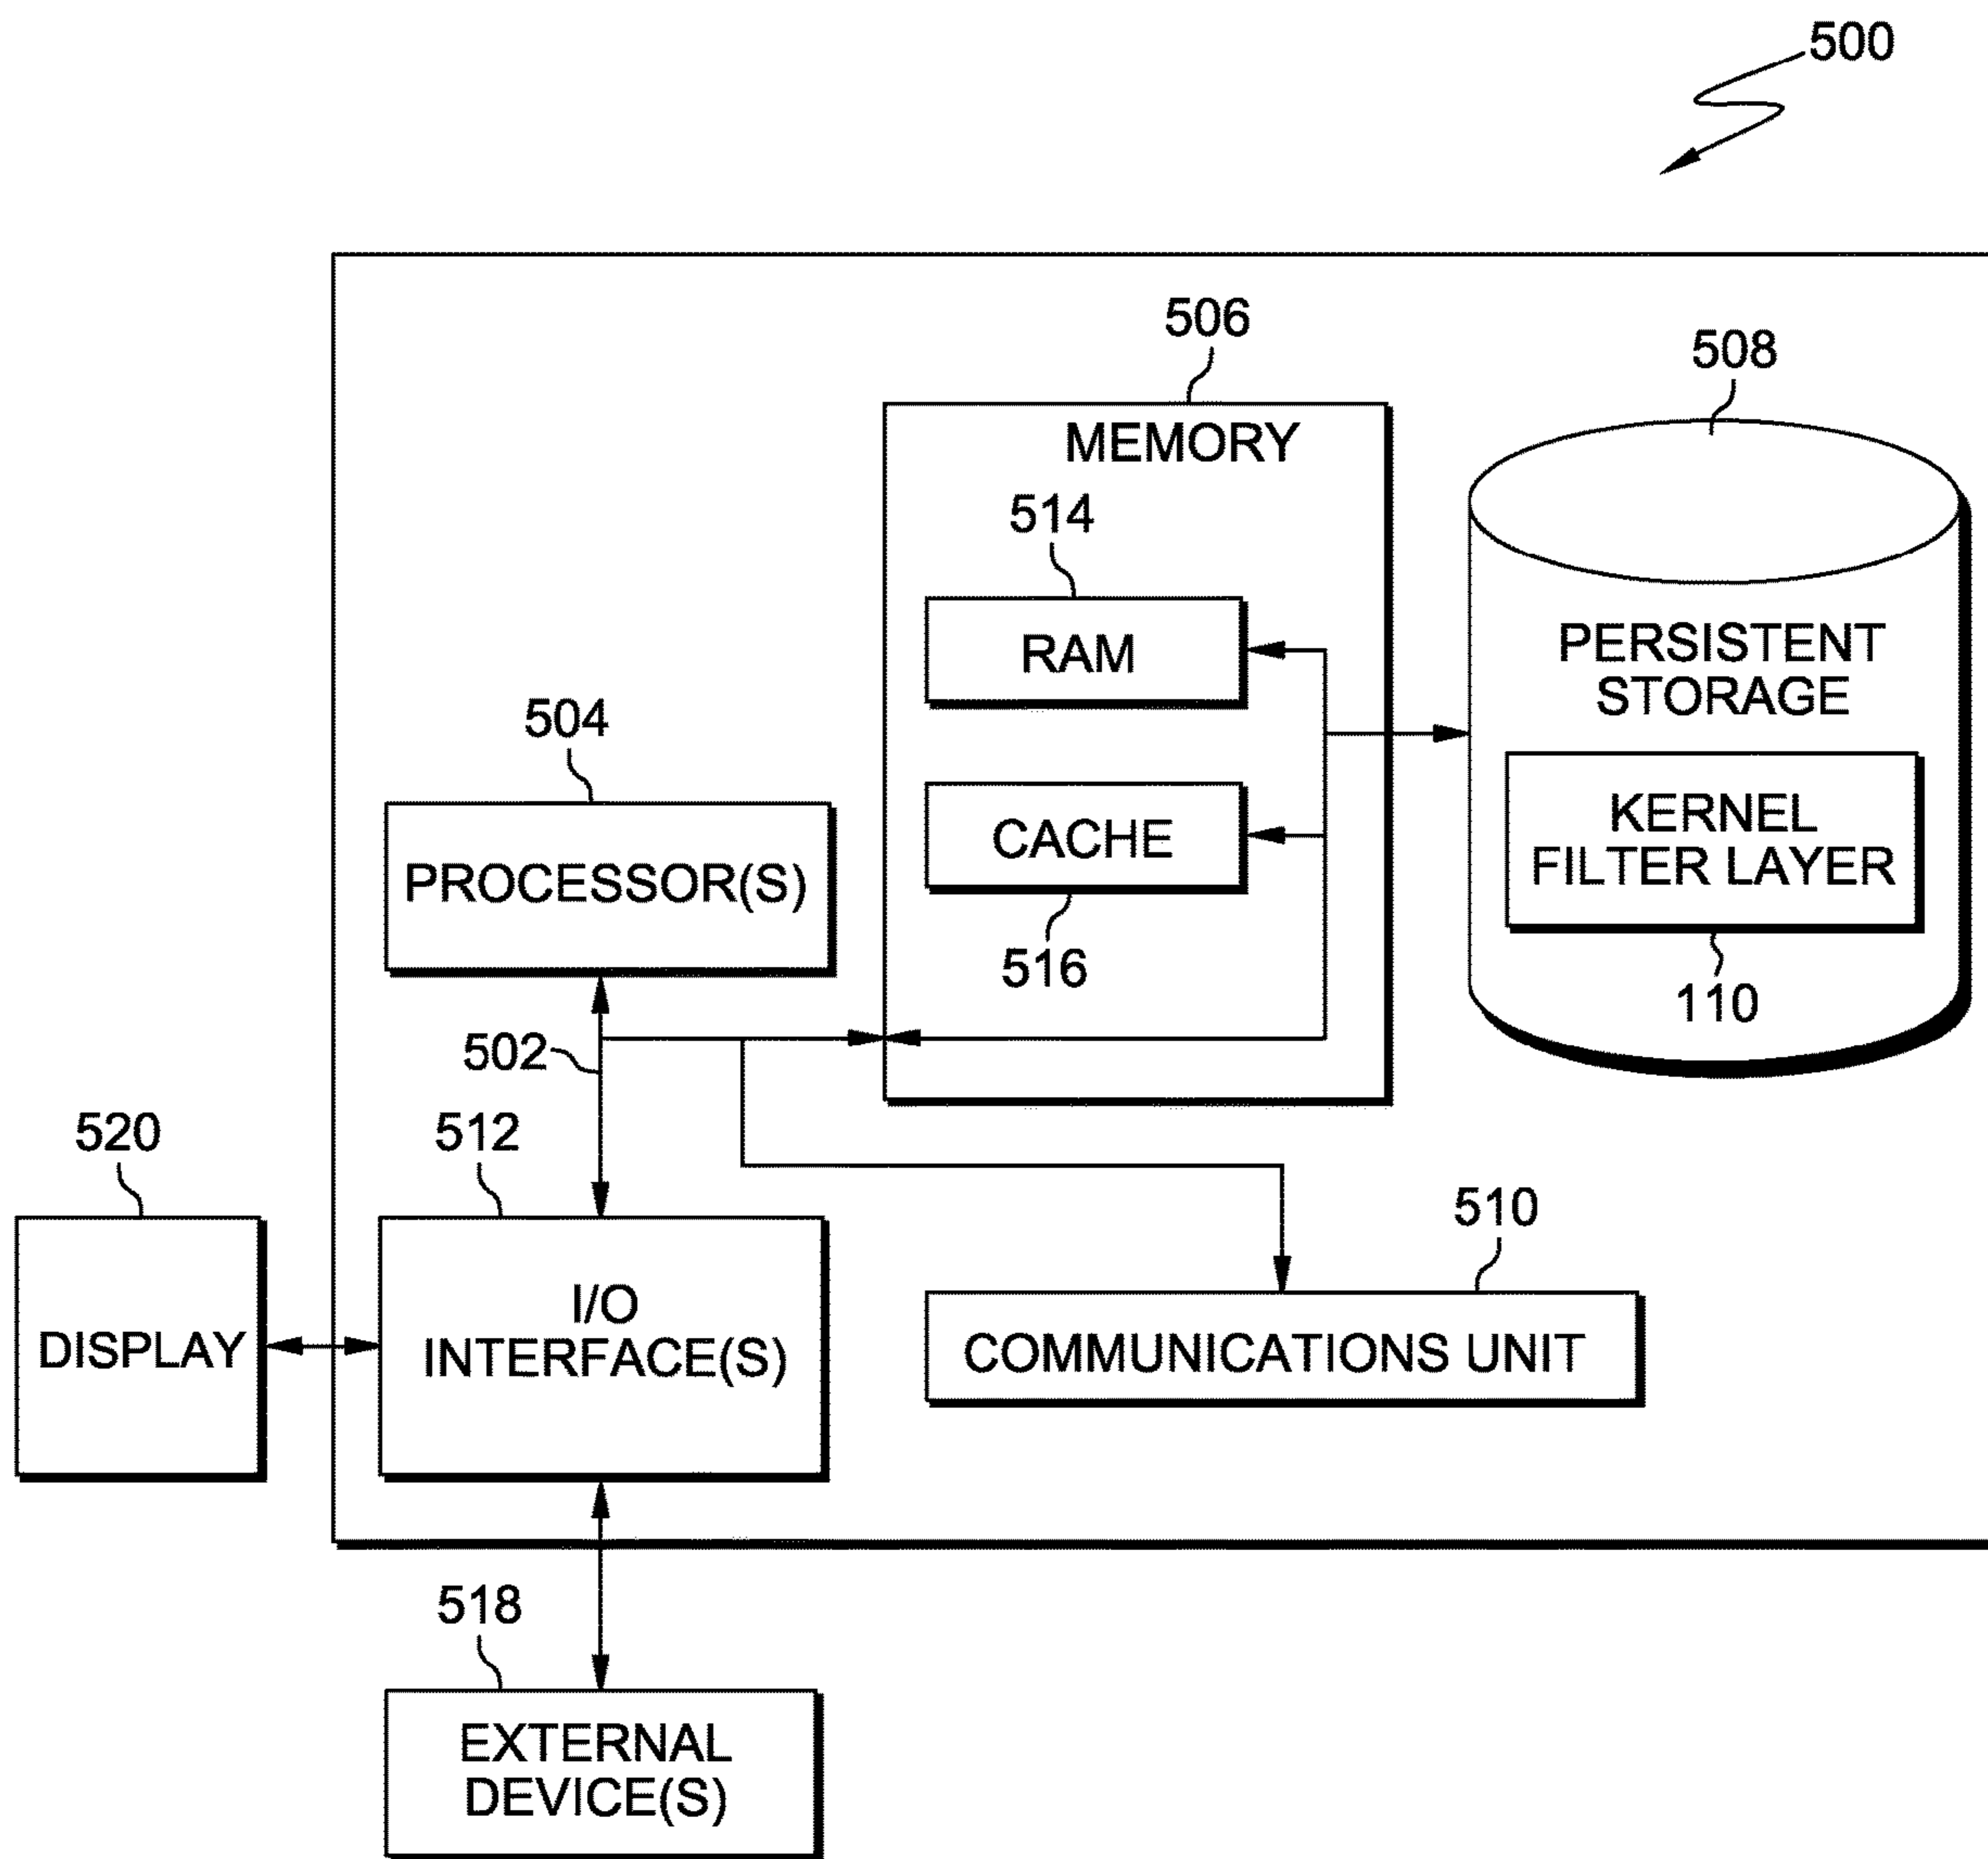 500
506
508
MEMORY
514
RAM
PERSISTENT
STORAGE
504
CACHE
KERNEL
FILTER LAYER
PROCESSOR(S)
516
110
502
520
512
510
I/O
INTERFACE(S)
DISPLAY
COMMUNICATIONS UNIT
518
EXTERNAL
DEVICE(S)